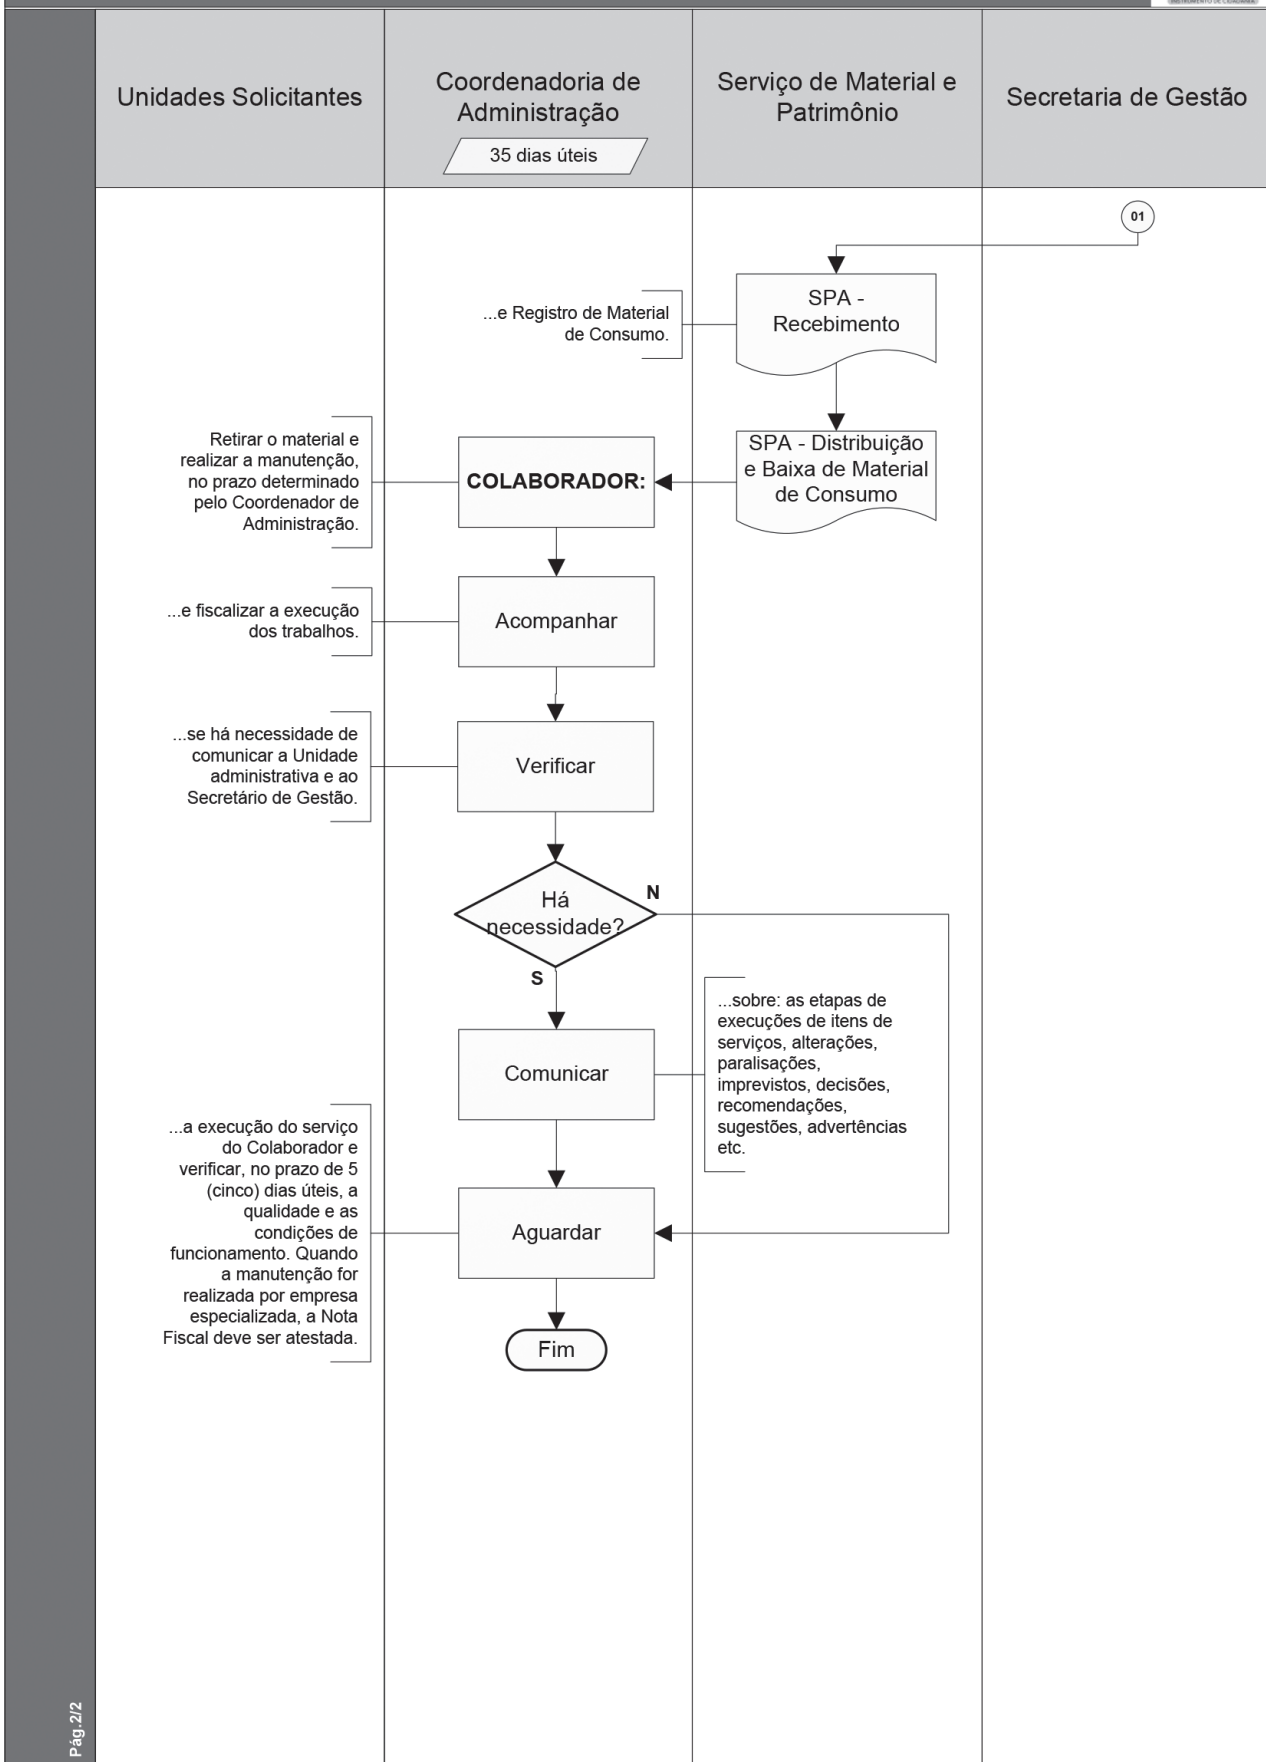 INSTRUMENTO DE CIDADANIA
Unidades Solicitantes
Coordenadoria de
Administração
35 dias úteis
Serviço de Material e
Patrimônio
Secretaria de Gestão
01
SPA -
Recebimento
...e Registro de Material
de Consumo.
SPA - Distribuição
e Baixa de Material
de Consumo
COLABORADOR:
Retirar o material e
realizar a manutenção,
no prazo determinado
pelo Coordenador de
Administração.
Acompanhar
...e fiscalizar a execução
dos trabalhos.
Verificar
...se há necessidade de
comunicar a Unidade
administrativa e ao
Secretário de Gestão.
Há
necessidade?
N
S
Comunicar
...sobre: as etapas de
execuções de itens de
serviços, alterações,
paralisações,
imprevistos, decisões,
recomendações,
sugestões, advertências
etc.
Aguardar
...a execução do serviço
do Colaborador e
verificar, no prazo de 5
(cinco) dias úteis, a
qualidade e as
condições de
funcionamento. Quando
a manutenção for
realizada por empresa
especializada, a Nota
Fiscal deve ser atestada.
Fim
Pág.2/2